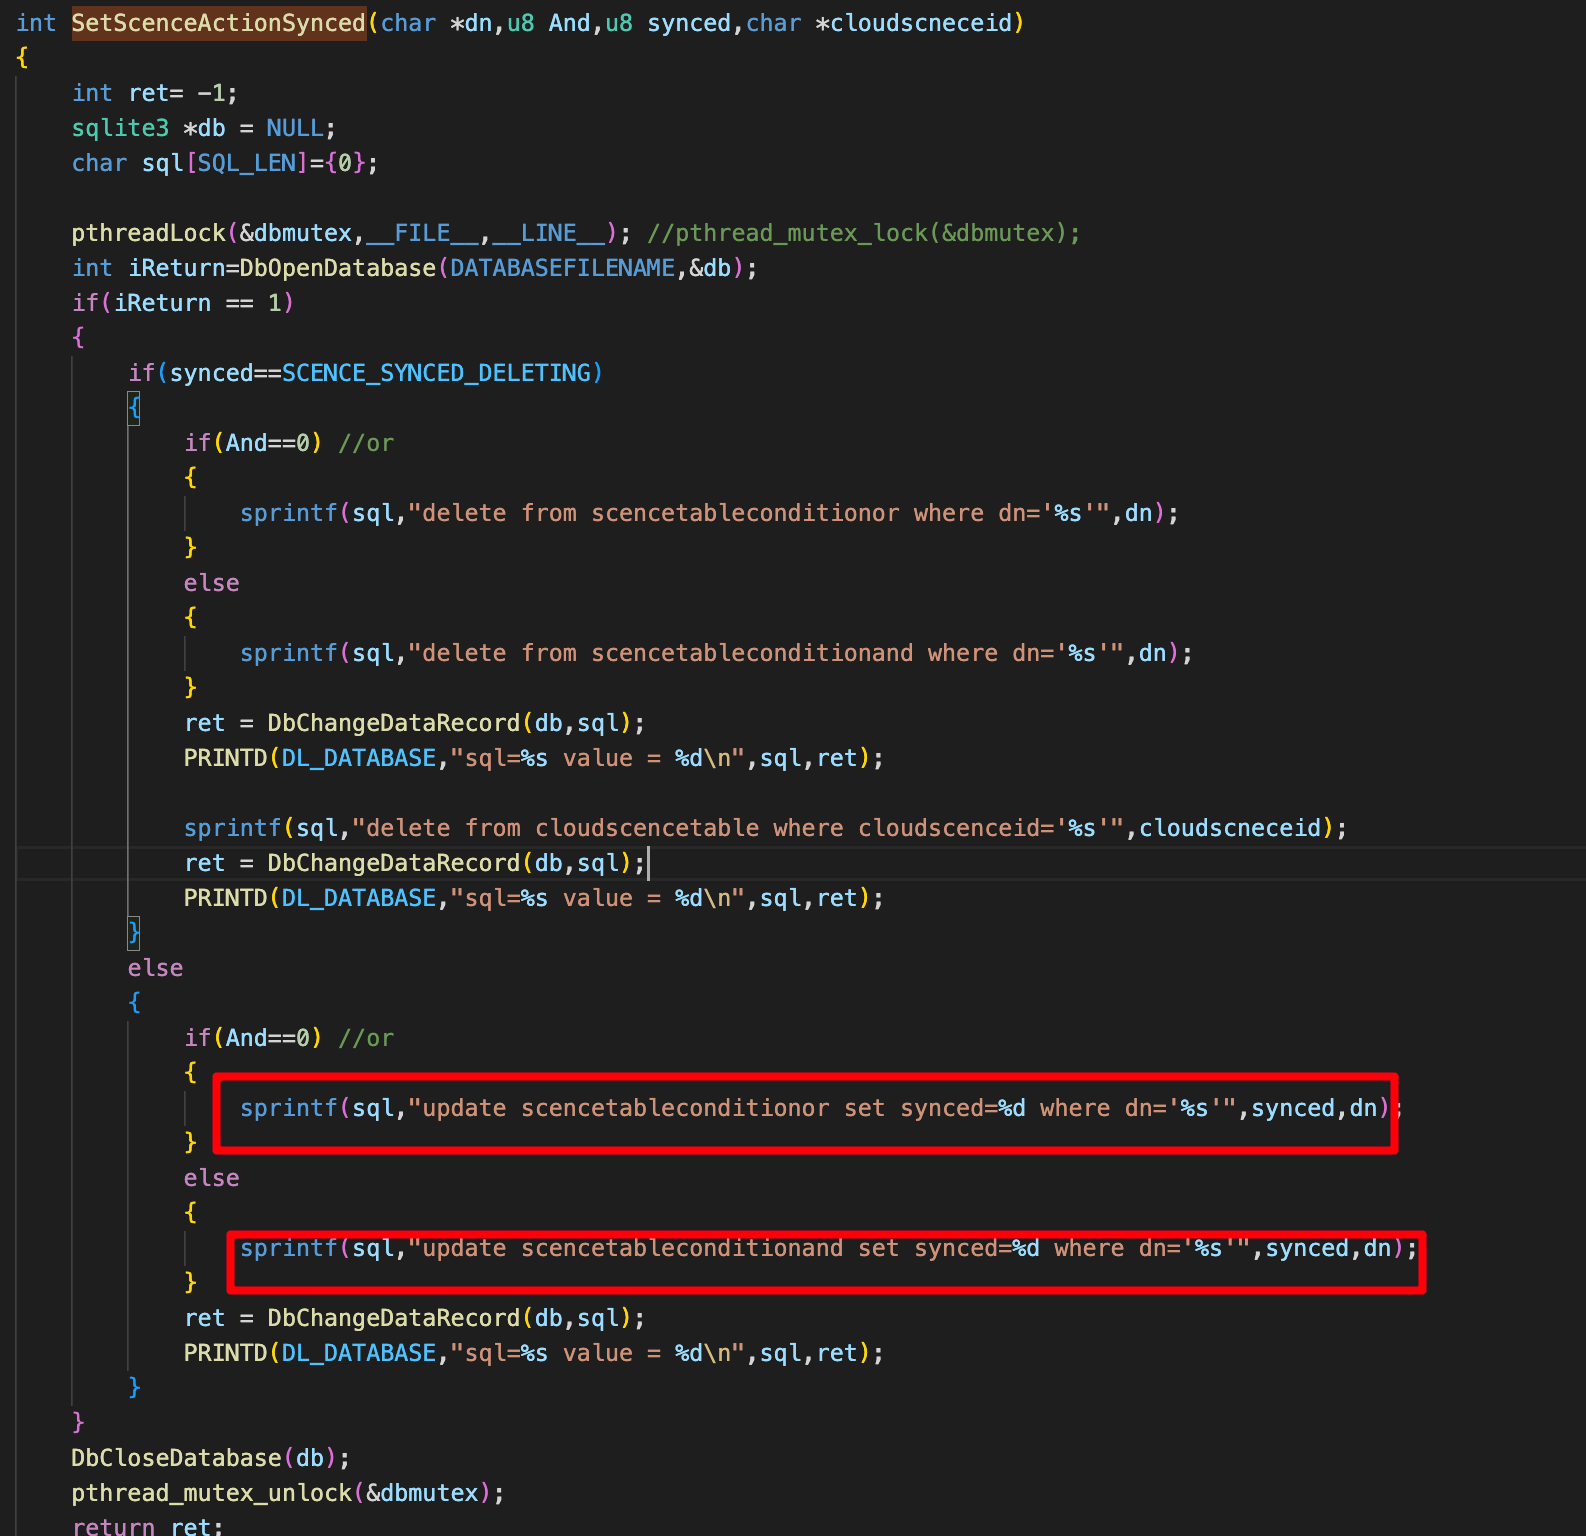 int SetScenceActionSynced(char *dn,u8 And,u8 synced,char *cloudscneceid)
{
    int ret= -1;
    sqlite3 *db = NULL;
    char sql[SQL_LEN]={0};

    pthreadLock(&dbmutex,__FILE__,__LINE__); //pthread_mutex_lock(&dbmutex);
    int iReturn=DbOpenDatabase(DATABASEFILENAME,&db);
    if(iReturn == 1)
    {
        if(synced==SCENCE_SYNCED_DELETING)
        {
            if(And==0) //or
            {
                sprintf(sql,"delete from scencetableconditionor where dn='%s'",dn);
            }
            else
            {
                sprintf(sql,"delete from scencetableconditionand where dn='%s'",dn);
            }
            ret = DbChangeDataRecord(db,sql);
            PRINTD(DL_DATABASE,"sql=%s value = %d\n",sql,ret);

            sprintf(sql,"delete from cloudscencetable where cloudscenceid='%s'",cloudscneceid);
            ret = DbChangeDataRecord(db,sql);
            PRINTD(DL_DATABASE,"sql=%s value = %d\n",sql,ret);
        }
        else
        {
            if(And==0) //or
            {
                sprintf(sql,"update scencetableconditionor set synced=%d where dn='%s'",synced,dn);
            }
            else
            {
                sprintf(sql,"update scencetableconditionand set synced=%d where dn='%s'",synced,dn);
            }
            ret = DbChangeDataRecord(db,sql);
            PRINTD(DL_DATABASE,"sql=%s value = %d\n",sql,ret);
        }
    }
    DbCloseDatabase(db);
    pthread_mutex_unlock(&dbmutex);
    return ret;